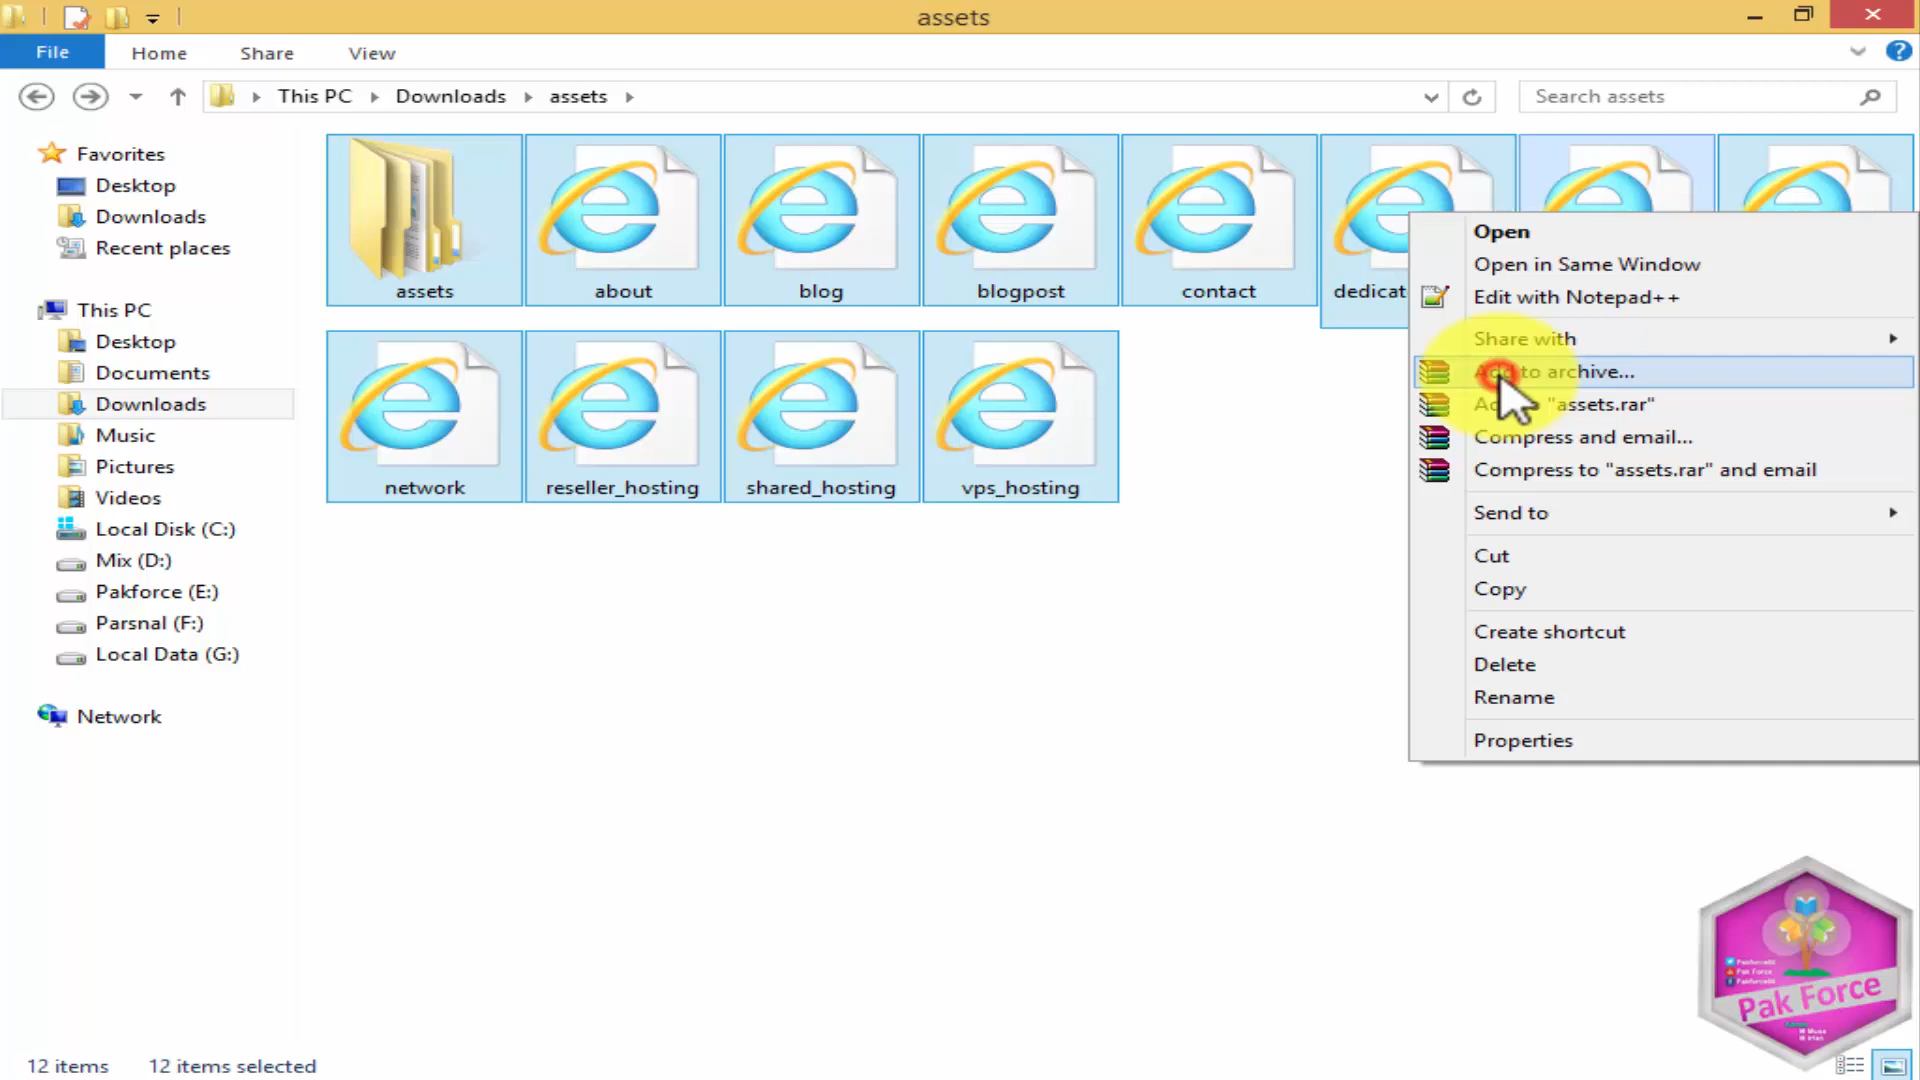 assets
File
Home
Share
View
This PC
Downloads
assets
Search assets
Favorites
Desktop
Downloads
Recent places
This PC
Desktop
Documents
Downloads
Music
Pictures
Videos
Local Disk (C:)
Mix (D:)
Pakforce (E:)
Parsnal (F:)
Local Data (G:)
Network
assets
about
blog
blogpost
contact
network
reseller_hosting
shared_hosting
vps_hosting
Open
Open in Same Window
Edit with Notepad++
Share with
to archive...
"assets.rar"
Compress and email...
Compress to "assets.rar" and email
Send to
Cut
Copy
Create shortcut
Delete
Rename
Properties
Pak Force
Pak Force
12 items
12 items selected